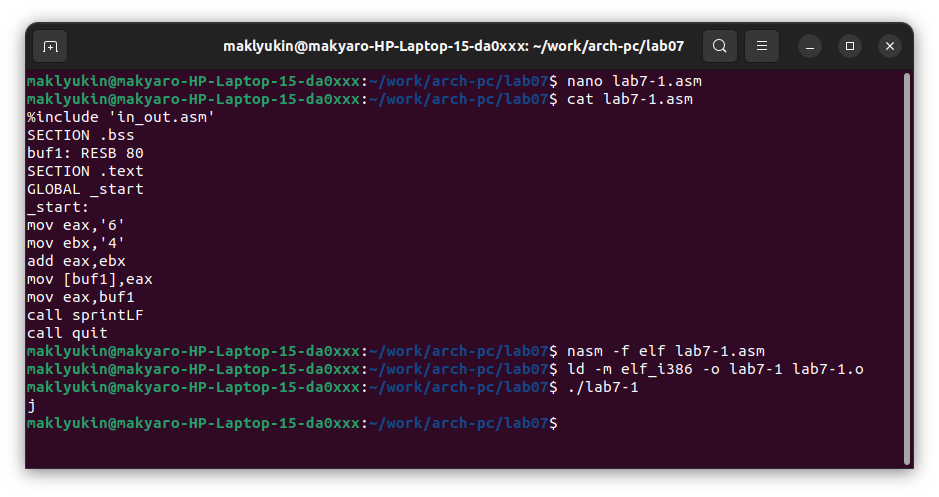 maklyukin@makyaro-HP-Laptop-15-da0xxx: ~/work/arch-pc/lab07
maklyukin@makyaro-HP-Laptop-15-da0xxx:~/work/arch-pc/lab07$ nano lab7-1.asm
maklyukin@makyaro-HP-Laptop-15-da0xxx:~/work/arch-pc/lab07$ cat lab7-1.asm
%include 'in_out.asm'
SECTION .bss
buf1: RESB 80
SECTION .text
GLOBAL _start
_start:
mov eax,'6'
mov ebx,'4'
add eax,ebx
mov [buf1],eax
mov eax,buf1
call sprintLF
call quit
maklyukin@makyaro-HP-Laptop-15-da0xxx:~/work/arch-pc/lab07$ nasm -f elf lab7-1.asm
maklyukin@makyaro-HP-Laptop-15-da0xxx:~/work/arch-pc/lab07$ ld -m elf_i386 -o lab7-1 lab7-1.o
maklyukin@makyaro-HP-Laptop-15-da0xxx:~/work/arch-pc/lab07$ ./lab7-1
j
maklyukin@makyaro-HP-Laptop-15-da0xxx:~/work/arch-pc/lab07$